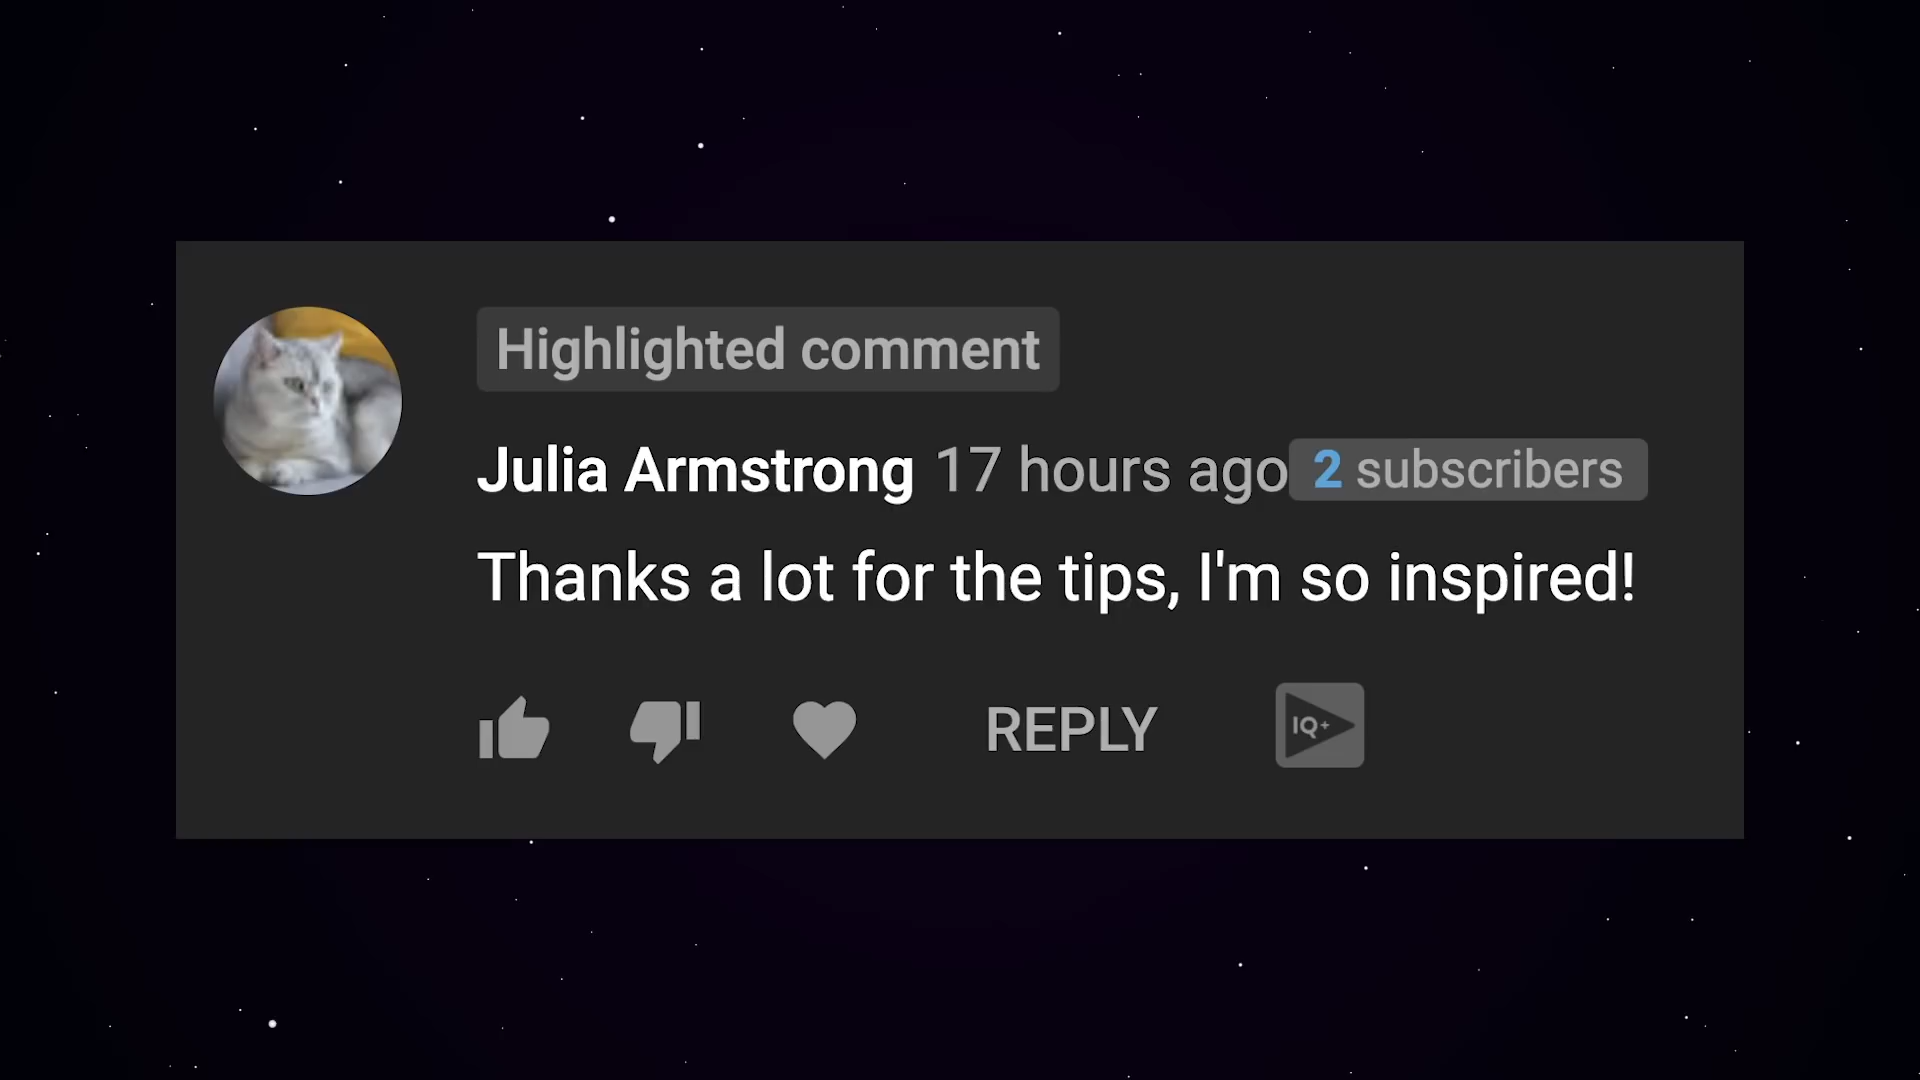 Highlighted comment
Julia Armstrong 17 hours ago 2 subscribers
Thanks a lot for the tips, I'm so inspired!
REPLY IQ+